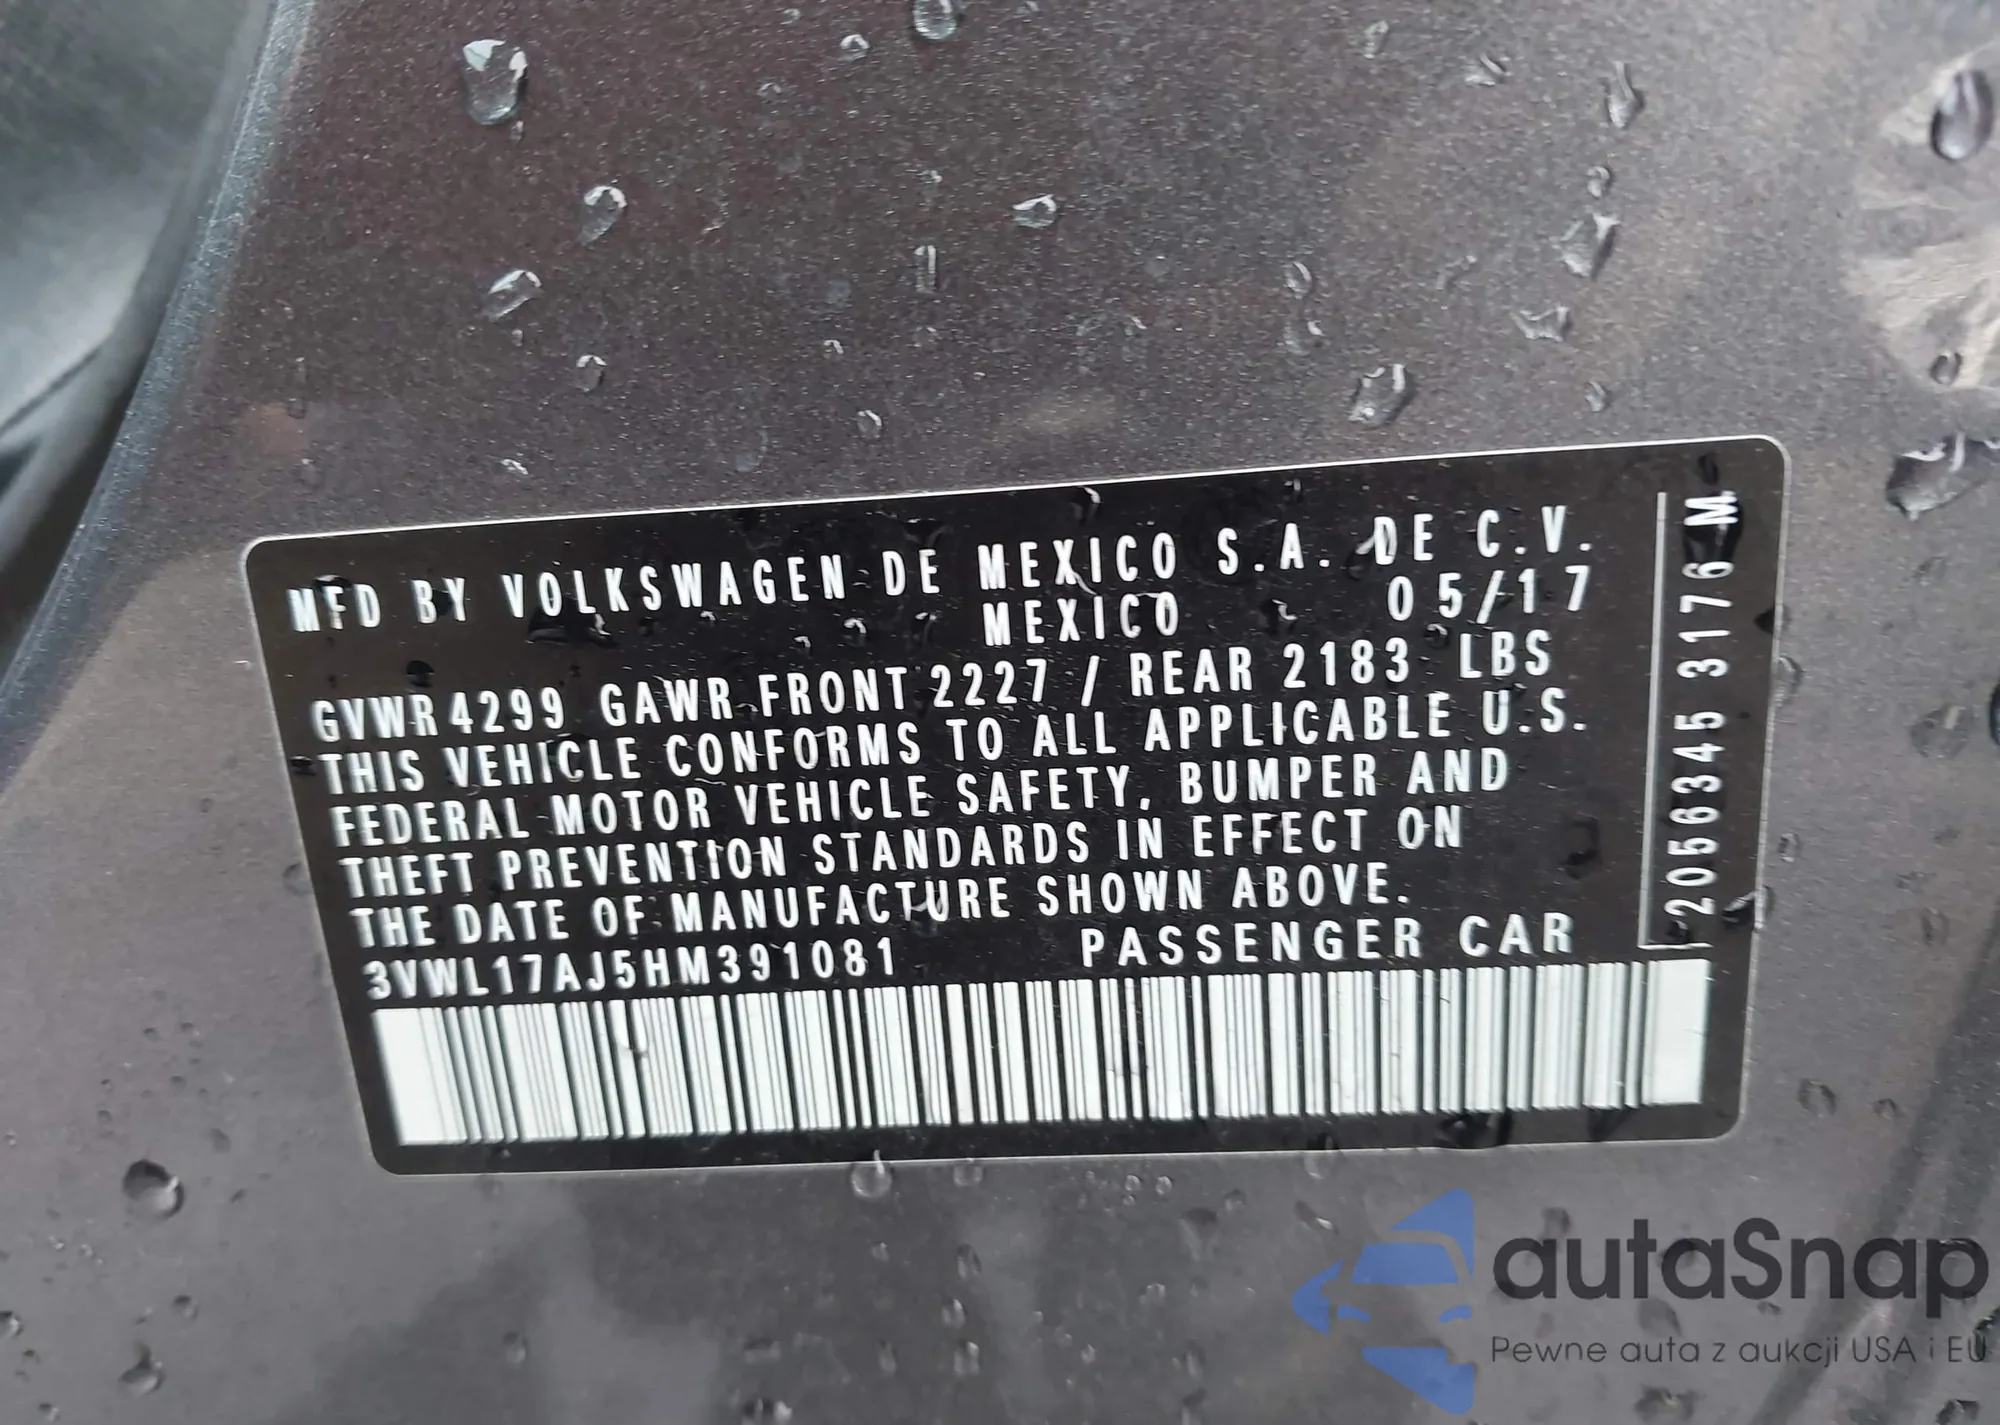 MFD BY VOLKSWAGEN DE MEXICO S.A. DE C.V.
MEXICO 05/17
GVWR 4299 GAWR FRONT 2227 / REAR 2183 LBS
THIS VEHICLE CONFORMS TO ALL APPLICABLE U.S.
FEDERAL MOTOR VEHICLE SAFETY, BUMPER AND
THEFT PREVENTION STANDARDS IN EFFECT ON
THE DATE OF MANUFACTURE SHOWN ABOVE.
3VWL17AJ5HM391081 PASSENGER CAR
2056345 3176 M
autaSnap
Pewne auta z aukcji USA i EU